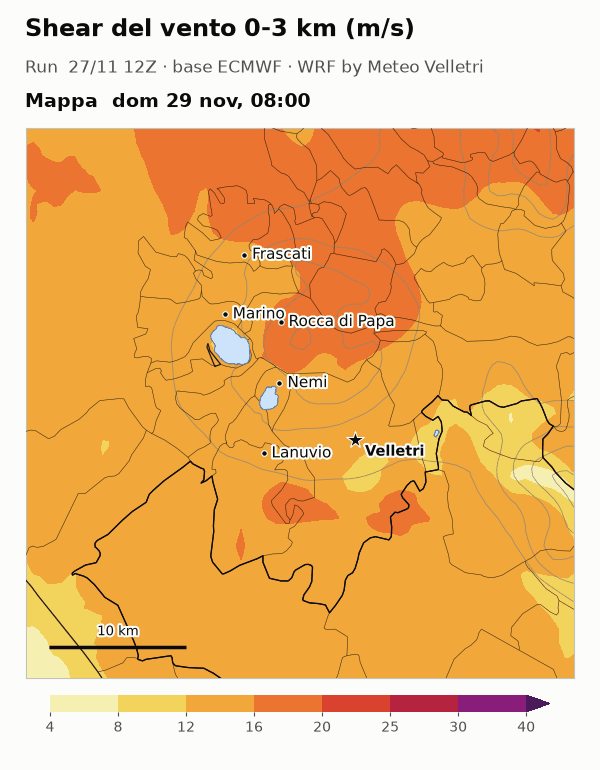 Shear del vento 0-3 km (m/s)
Run  27/11 12Z · base ECMWF · WRF by Meteo Velletri
Mappa  dom 29 nov, 08:00
Frascati
Marino
Rocca di Papa
Nemi
Velletri
Lanuvio
10 km
4 8 12 16 20 25 30 40